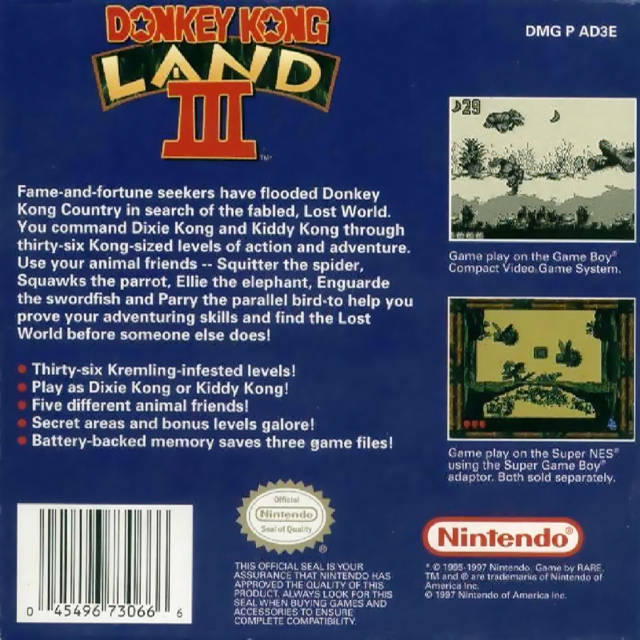 DONKEY KONG
LAND
III
TM
DMG P AD3E
29
Fame-and-fortune seekers have flooded Donkey
Kong Country in search of the fabled, Lost World.
You command Dixie Kong and Kiddy Kong through
thirty-six Kong-sized levels of action and adventure.
Use your animal friends -- Squitter the spider,
Squawks the parrot, Ellie the elephant, Enguarde
the swordfish and Parry the parallel bird-to help you
prove your adventuring skills and find the Lost
World before someone else does!
• Thirty-six Kremling-infested levels!
• Play as Dixie Kong or Kiddy Kong!
• Five different animal friends!
• Secret areas and bonus levels galore!
• Battery-backed memory saves three game files!
Game play on the Game Boy®
Compact Video Game System.
Game play on the Super NES®
using the Super Game Boy®
adaptor. Both sold separately.
0 45496 73066 6
Official
Nintendo
Seal of Quality
®
THIS OFFICIAL SEAL IS YOUR
ASSURANCE THAT NINTENDO HAS
APPROVED THE QUALITY OF THIS
PRODUCT. ALWAYS LOOK FOR THIS
SEAL WHEN BUYING GAMES AND
ACCESSORIES TO ENSURE
COMPLETE COMPATIBILITY.
Nintendo®
* © 1995-1997 Nintendo. Game by RARE.
TM and ® are trademarks of Nintendo of
America Inc.
© 1997 Nintendo of America Inc.